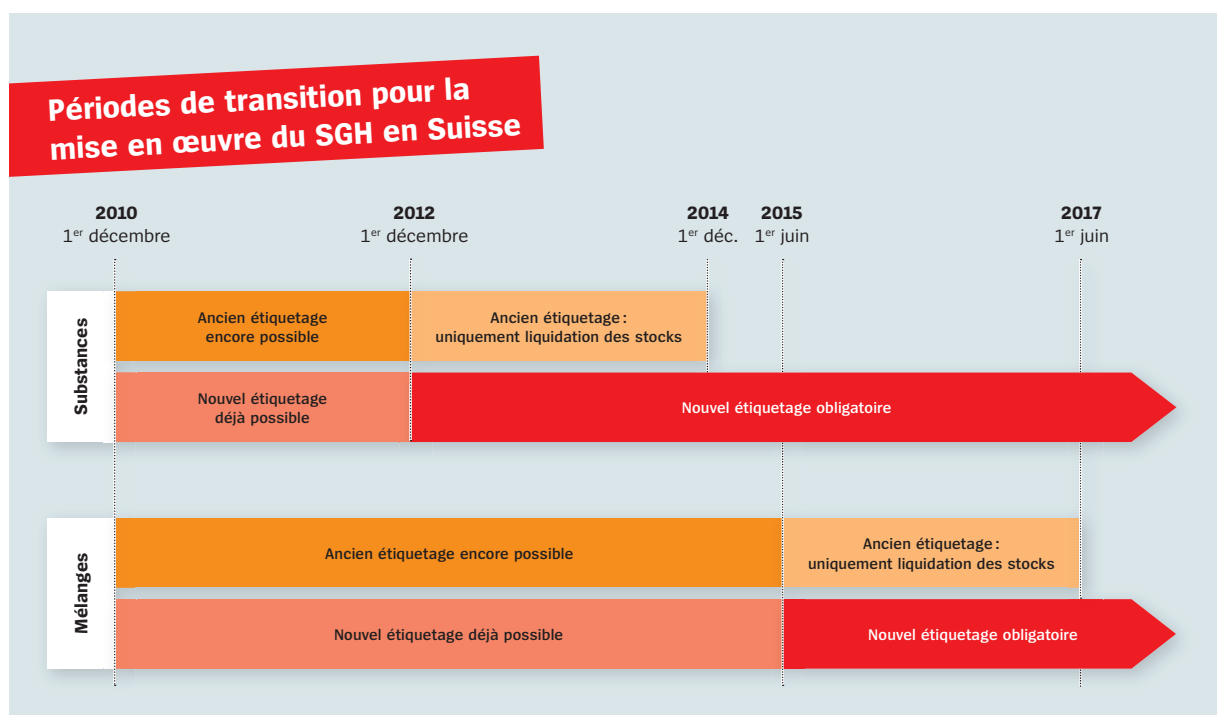 Périodes de transition pour la
mise en œuvre du SGH en Suisse
2010
1er décembre
2012
1er décembre
2014
1er déc.
2015
1er juin
2017
1er juin
Substances
Ancien étiquetage
encore possible
Ancien étiquetage :
uniquement liquidation des stocks
Nouvel étiquetage
déjà possible
Nouvel étiquetage obligatoire
Mélanges
Ancien étiquetage encore possible
Ancien étiquetage :
uniquement liquidation des stocks
Nouvel étiquetage déjà possible
Nouvel étiquetage obligatoire